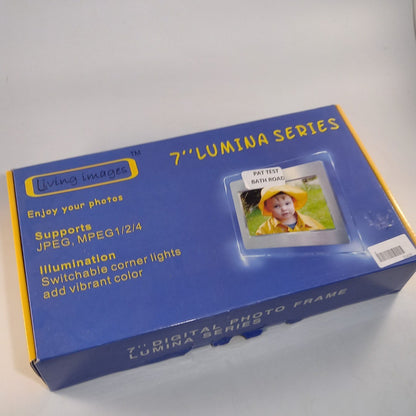 Living images
TM
7''LUMINA SERIES
Enjoy your photos
Supports
JPEG, MPEG1/2/4
Illumination
Switchable corner lights
add vibrant color
PAT TEST
BATH ROAD
7'' DIGITAL PHOTO FRAME
LUMINA SERIES